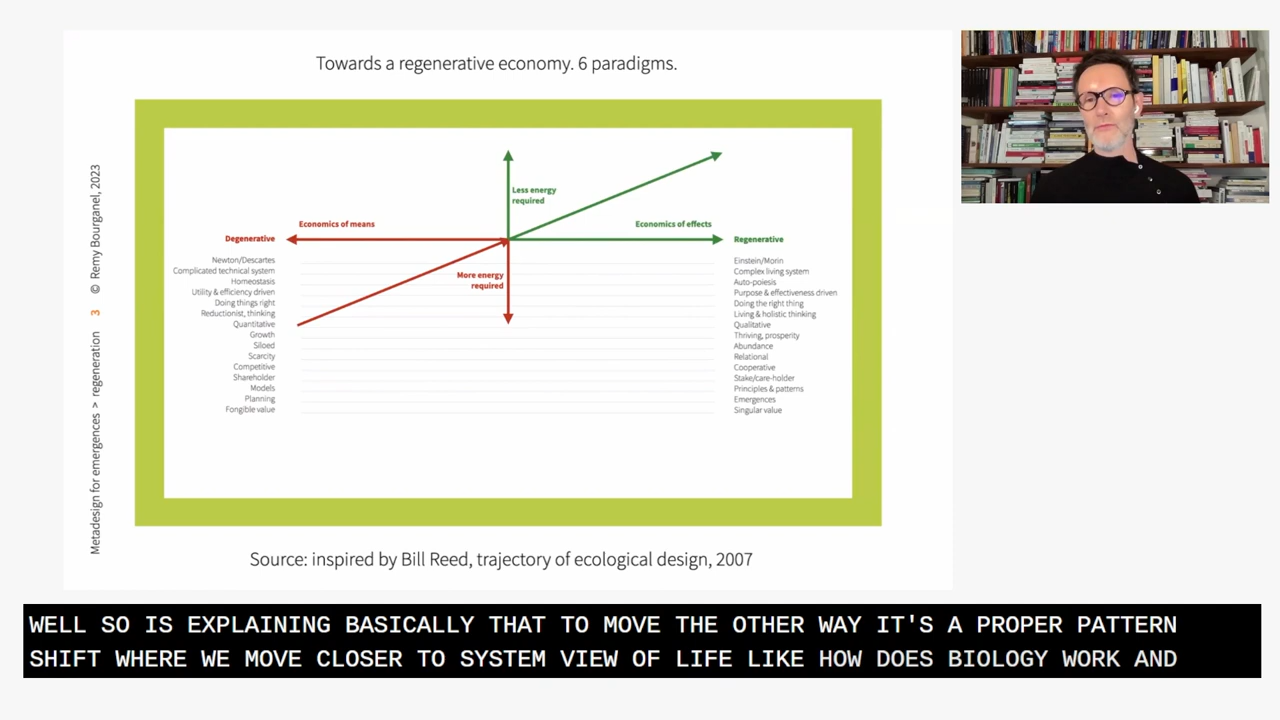 Towards a regenerative economy. 6 paradigms.
Less energy
required
Economics of means
Economics of effects
Degenerative
Regenerative
More energy
required
Newton/Descartes
Complicated technical system
Homeostasis
Utility & efficiency driven
Doing things right
Reductionist, thinking
Quantitative
Growth
Siloed
Scarcity
Competitive
Shareholder
Models
Planning
Fongible value
Einstein/Morin
Complex living system
Auto-poiesis
Purpose & effectiveness driven
Doing the right thing
Living & holistic thinking
Qualitative
Thriving, prosperity
Abundance
Relational
Cooperative
Stake/care-holder
Principles & patterns
Emergences
Singular value
Metadesign for emergences > regeneration 3 © Remy Bourganel, 2023
Source: inspired by Bill Reed, trajectory of ecological design, 2007
WELL SO IS EXPLAINING BASICALLY THAT TO MOVE THE OTHER WAY IT'S A PROPER PATTERN
SHIFT WHERE WE MOVE CLOSER TO SYSTEM VIEW OF LIFE LIKE HOW DOES BIOLOGY WORK AND